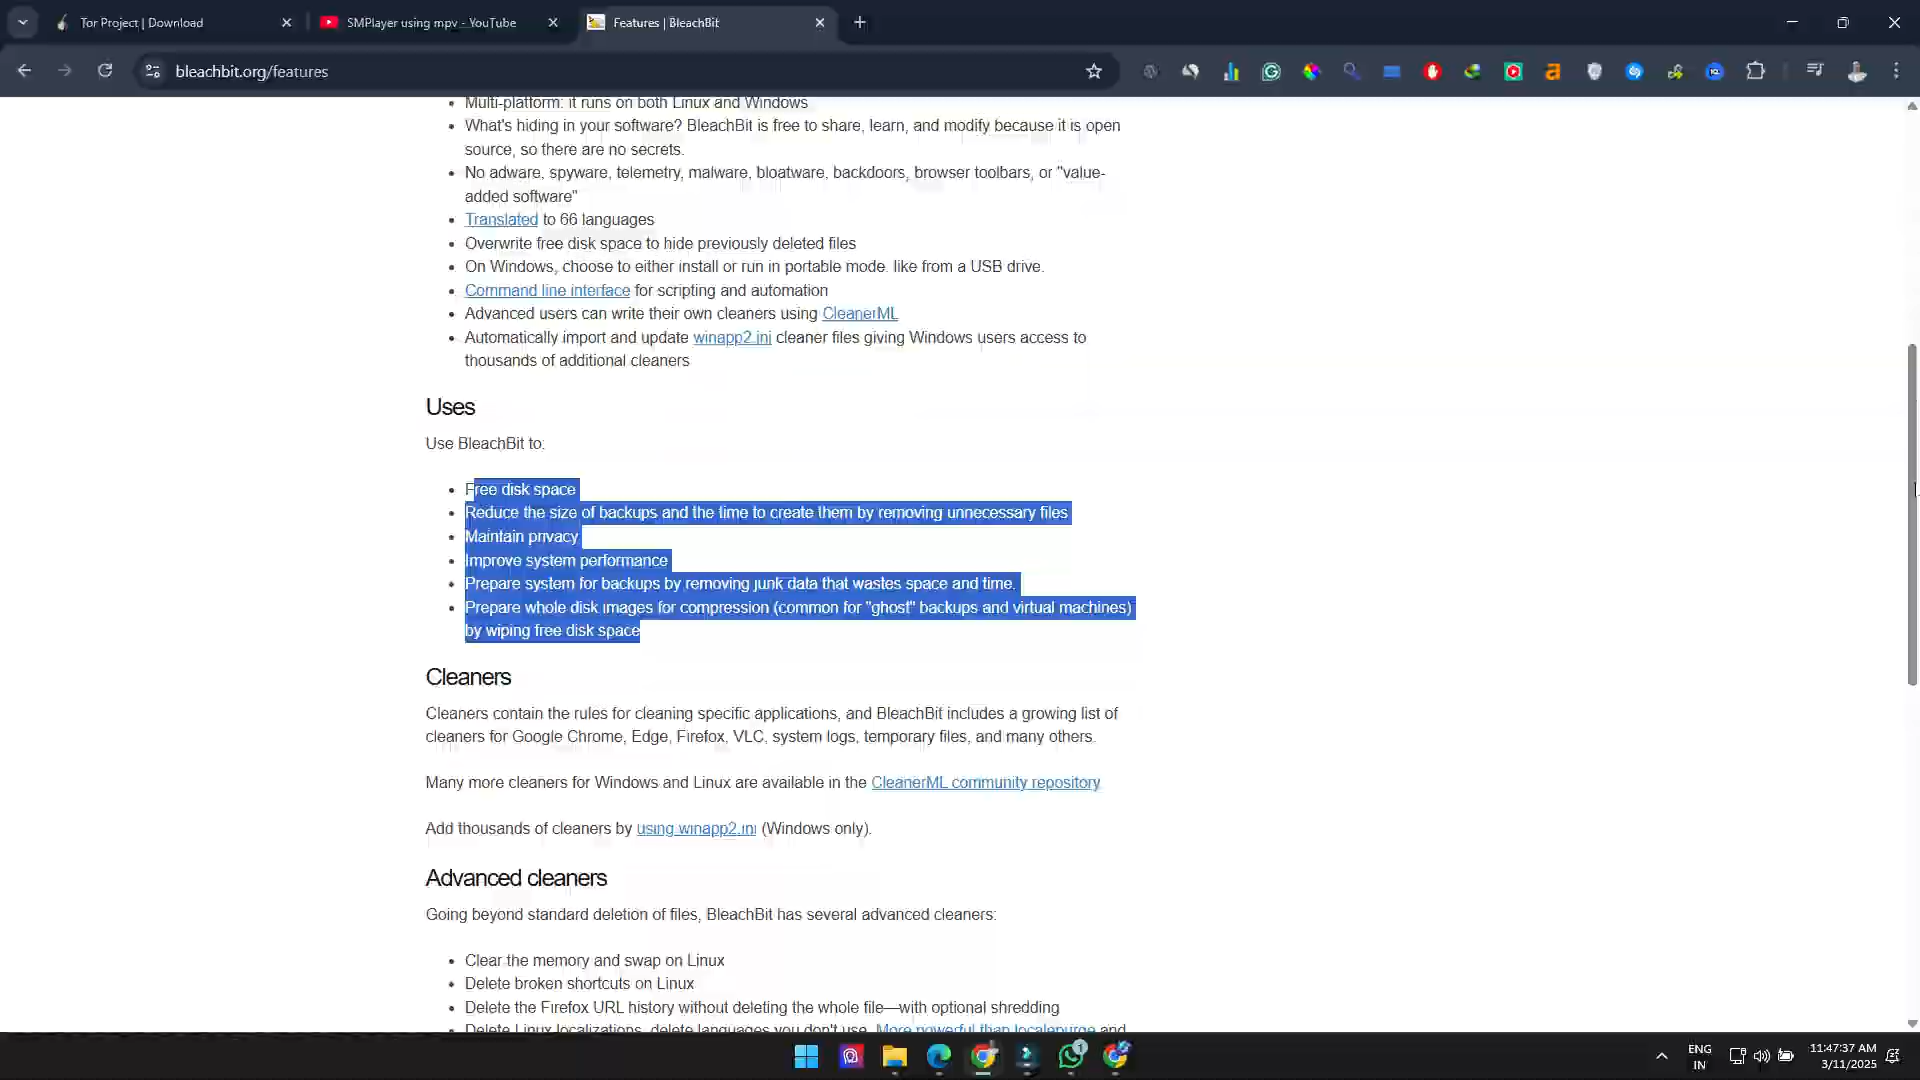 Tor Project | Download
SMPlayer using mpv - YouTube
Features | BleachBit
bleachbit.org/features
Multi-platform: it runs on both Linux and Windows
What's hiding in your software? BleachBit is free to share, learn, and modify because it is open
source, so there are no secrets.
No adware, spyware, telemetry, malware, bloatware, backdoors, browser toolbars, or "value-
added software"
Translated to 66 languages
Overwrite free disk space to hide previously deleted files
On Windows, choose to either install or run in portable mode. like from a USB drive.
Command line interface for scripting and automation
Advanced users can write their own cleaners using CleanerML
Automatically import and update winapp2.ini cleaner files giving Windows users access to
thousands of additional cleaners
Uses
Use BleachBit to:
Free disk space
Reduce the size of backups and the time to create them by removing unnecessary files
Maintain privacy
Improve system performance
Prepare system for backups by removing junk data that wastes space and time.
Prepare whole disk images for compression (common for "ghost" backups and virtual machines)
by wiping free disk space
Cleaners
Cleaners contain the rules for cleaning specific applications, and BleachBit includes a growing list of
cleaners for Google Chrome, Edge, Firefox, VLC, system logs, temporary files, and many others.
Many more cleaners for Windows and Linux are available in the CleanerML community repository
Add thousands of cleaners by using winapp2.ini (Windows only).
Advanced cleaners
Going beyond standard deletion of files, BleachBit has several advanced cleaners:
Clear the memory and swap on Linux
Delete broken shortcuts on Linux
Delete the Firefox URL history without deleting the whole file—with optional shredding
Delete Linux localizations, delete languages you don't use. More powerful than localepurge and
1
ENG
IN
11:47:37 AM
3/11/2025